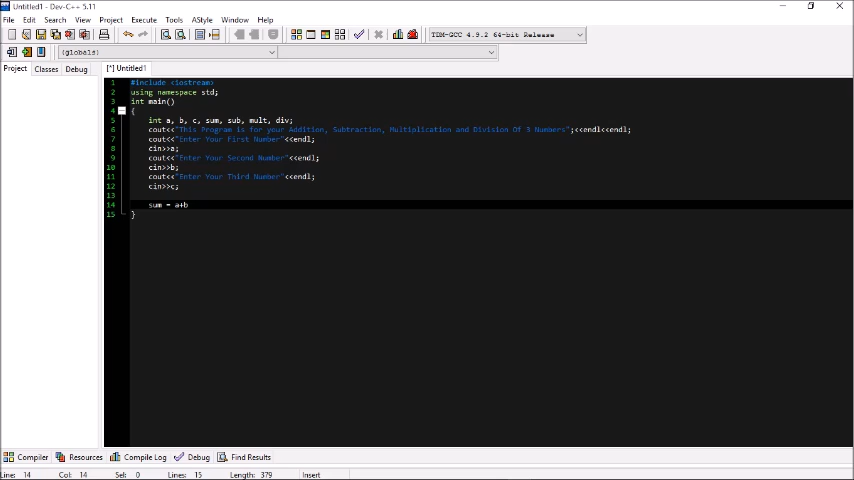 Untitled1 - Dev-C++ 5.11
File Edit Search View Project Execute Tools AStyle Window Help
TDM-GCC 4.9.2 64-bit Release
(globals)
Project Classes Debug
[*] Untitled1
1 #include <iostream>
2 using namespace std;
3 int main()
4 {
5 int a, b, c, sum, sub, mult, div;
6 cout<<"This Program is for your Addition, Subtraction, Multiplication and Division Of 3 Numbers";<<endl<<endl;
7 cout<<"Enter Your First Number"<<endl;
8 cin>>a;
9 cout<<"Enter Your Second Number"<<endl;
10 cin>>b;
11 cout<<"Enter Your Third Number"<<endl;
12 cin>>c;
13
14 sum = a+b
15 }
Compiler Resources Compile Log Debug Find Results
Line: 14 Col: 14 Sel: 0 Lines: 15 Length: 379 Insert